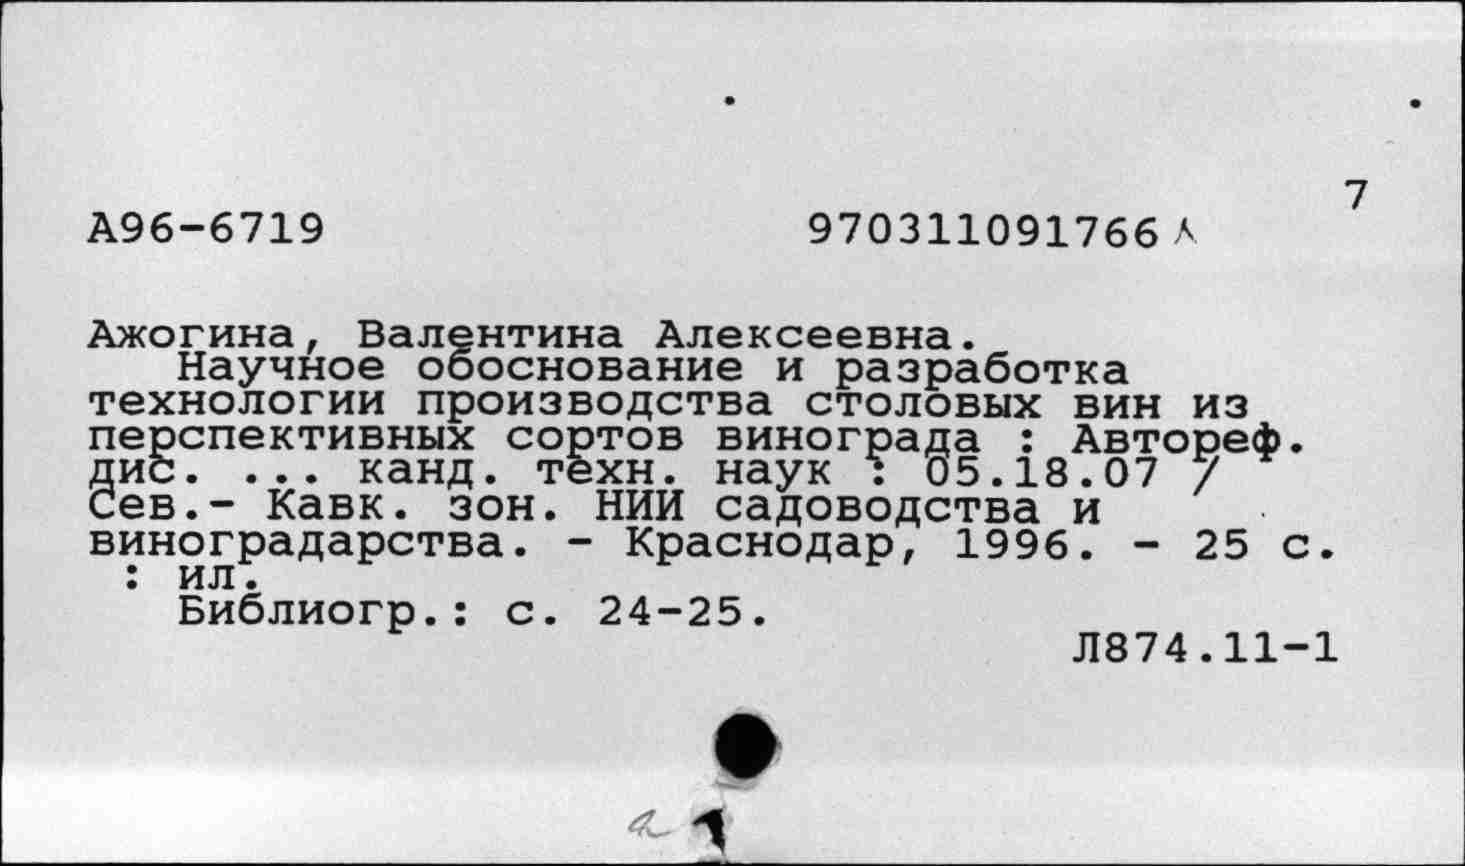 7
А96-6719 970311091766
Ажогина, Валентина Алексеевна.
Научное обоснование и разработка
технологии производства столовых вин из
перспективных сортов винограда : Автореф.
дис. ... канд. техн. наук : 05.18.07 /
Сев.- Кавк. зон. НИИ садоводства и
виноградарства. - Краснодар, 1996. - 25 с.
: ил.
Библиогр.: с. 24-25.
Л874.11-1